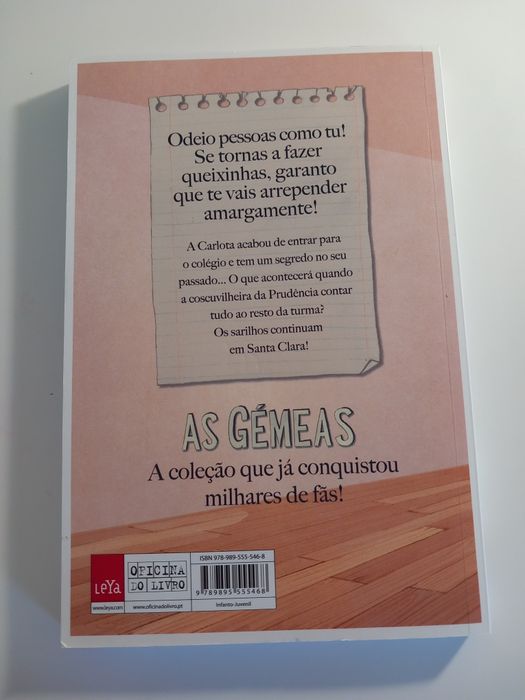 Odeio pessoas como tu!
Se tornas a fazer
queixinhas, garanto
que te vais arrepender
amargamente!
A Carlota acabou de entrar para
o colégio e tem um segredo no seu
passado... O que acontecerá quando
a coscuvilheira da Prudência contar
tudo ao resto da turma?
Os sarilhos continuam
em Santa Clara!
AS GÉMEAS
A coleção que já conquistou
milhares de fãs!
LeYa
www.leya.com
OFICINA
DO LIVRO
www.oficinadolivro.pt
ISBN 978-989-555-546-8
9 789895 555468
Infanto-Juvenil